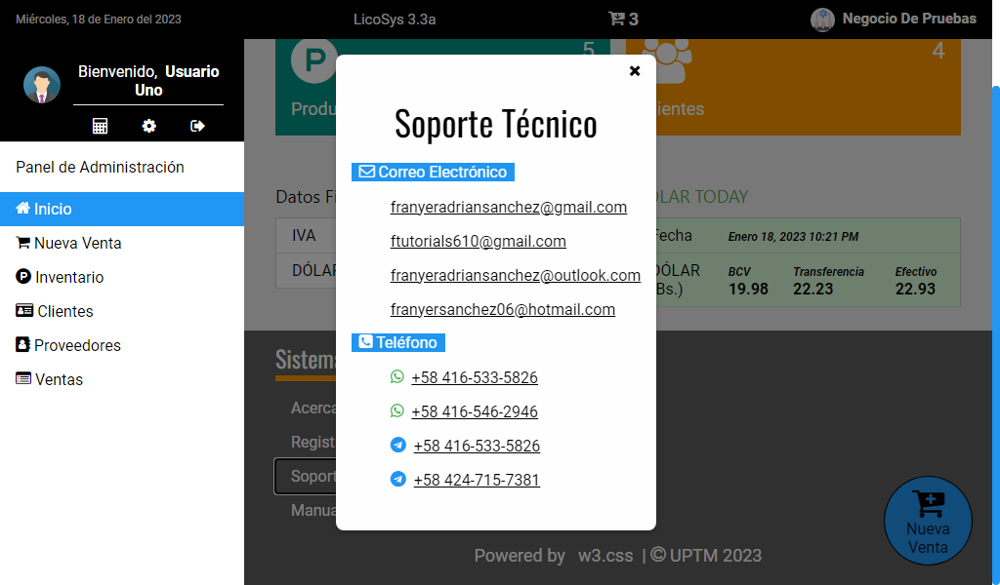 Miércoles, 18 de Enero del 2023
LicoSys 3.3a
3
Negocio De Pruebas
Bienvenido, Usuario
Uno
Panel de Administración
Inicio
Nueva Venta
Inventario
Clientes
Proveedores
Ventas
5
4
Produ
ientes
Soporte Técnico
Correo Electrónico
franyeradriansanchez@gmail.com
ftutorials610@gmail.com
franyeradriansanchez@outlook.com
franyersanchez06@hotmail.com
Teléfono
+58 416-533-5826
+58 416-546-2946
+58 416-533-5826
+58 424-715-7381
Datos Fi
IVA
DÓLAR
LAR TODAY
Fecha
Enero 18, 2023 10:21 PM
DÓLAR
Bs.)
BCV
19.98
Transferencia
22.23
Efectivo
22.93
Sistema
Acerca
Regist
Soport
Manua
Nueva
Venta
Powered by w3.css | © UPTM 2023